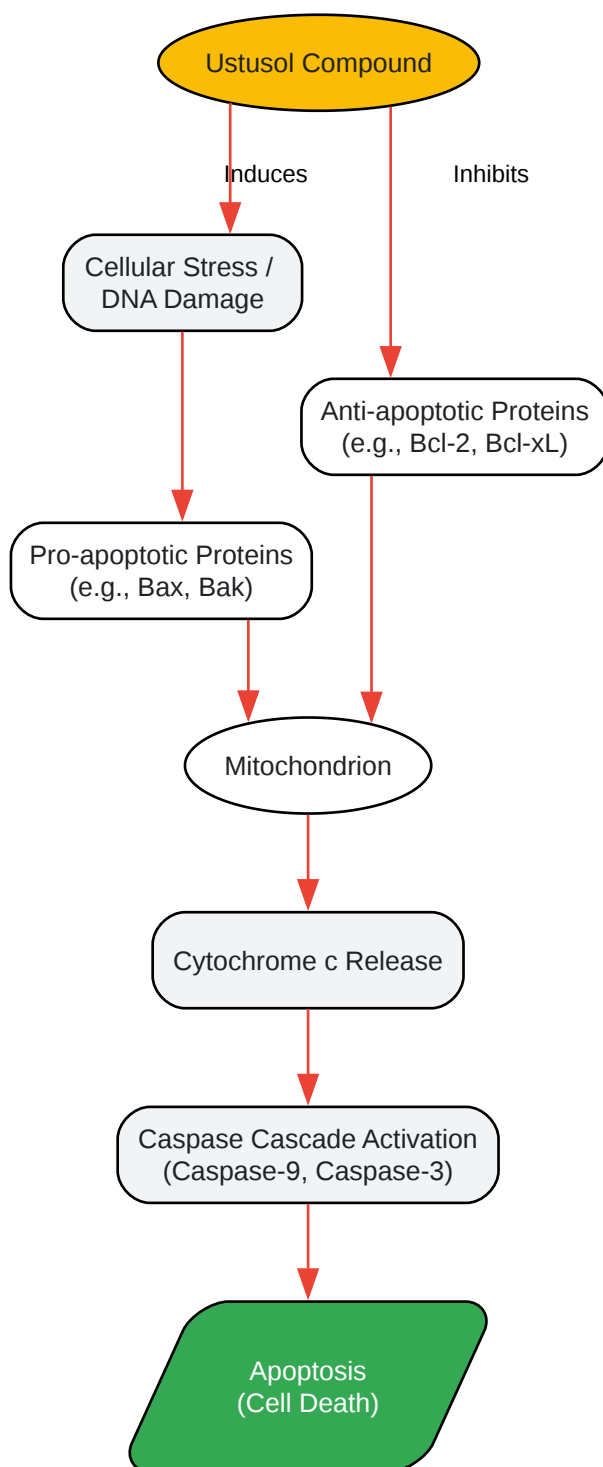 Ustusol Compound
Induces
Inhibits
Cellular Stress /
DNA Damage
Anti-apoptotic Proteins
(e.g., Bcl-2, Bcl-xL)
Pro-apoptotic Proteins
(e.g., Bax, Bak)
Mitochondrion
Cytochrome c Release
Caspase Cascade Activation
(Caspase-9, Caspase-3)
Apoptosis
(Cell Death)